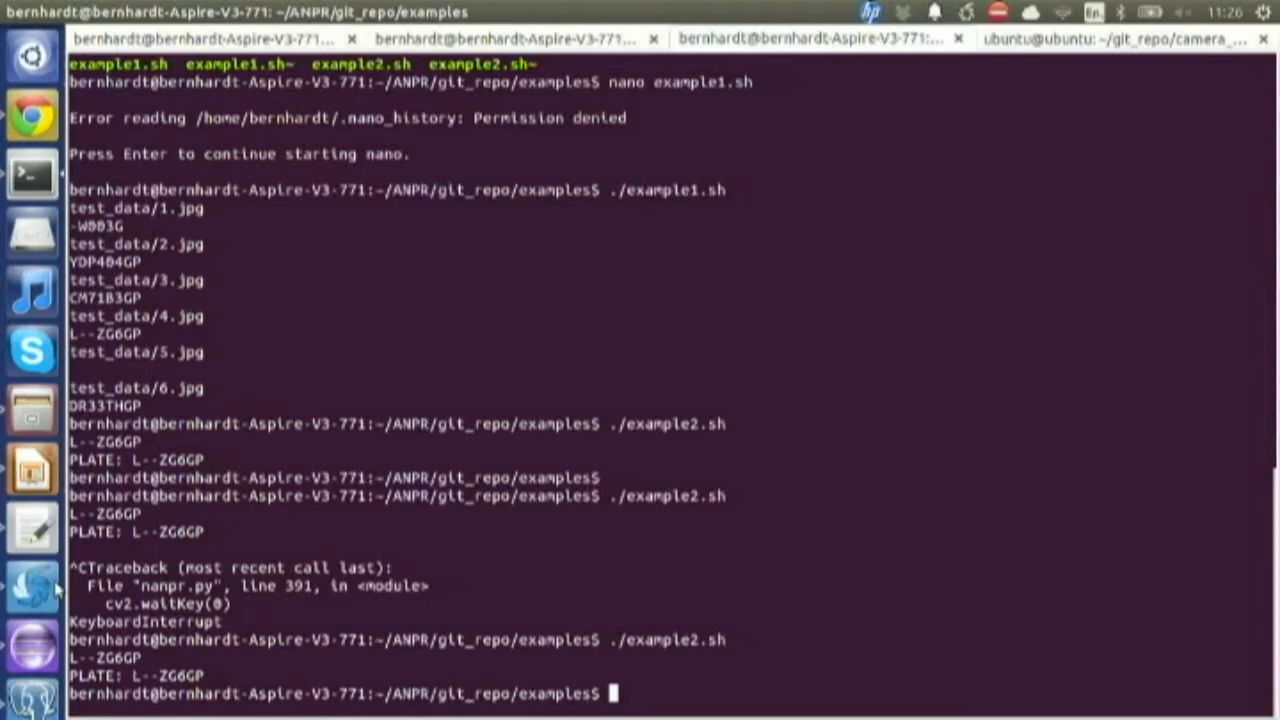 bernhardt@bernhardt-Aspire-V3-771: ~/ANPR/git_repo/examples
En
11:26
bernhardt@bernhardt-Aspire-V3-771... × bernhardt@bernhardt-Aspire-V3-771... × bernhardt@bernhardt-Aspire-V3-771:... × ubuntu@ubuntu: ~/git_repo/camera_... ×
example1.sh example1.sh~ example2.sh example2.sh~
bernhardt@bernhardt-Aspire-V3-771:~/ANPR/git_repo/examples$ nano example1.sh
Error reading /home/bernhardt/.nano_history: Permission denied
Press Enter to continue starting nano.
bernhardt@bernhardt-Aspire-V3-771:~/ANPR/git_repo/examples$ ./example1.sh
test_data/1.jpg
-W003G
test_data/2.jpg
YDP404GP
test_data/3.jpg
CM71B3GP
test_data/4.jpg
L--ZG6GP
test_data/5.jpg
test_data/6.jpg
DR33THGP
bernhardt@bernhardt-Aspire-V3-771:~/ANPR/git_repo/examples$ ./example2.sh
L--ZG6GP
PLATE: L--ZG6GP
bernhardt@bernhardt-Aspire-V3-771:~/ANPR/git_repo/examples$
bernhardt@bernhardt-Aspire-V3-771:~/ANPR/git_repo/examples$ ./example2.sh
L--ZG6GP
PLATE: L--ZG6GP
^CTraceback (most recent call last):
File "nanpr.py", line 391, in <module>
cv2.waitKey(0)
KeyboardInterrupt
bernhardt@bernhardt-Aspire-V3-771:~/ANPR/git_repo/examples$ ./example2.sh
L--ZG6GP
PLATE: L--ZG6GP
bernhardt@bernhardt-Aspire-V3-771:~/ANPR/git_repo/examples$